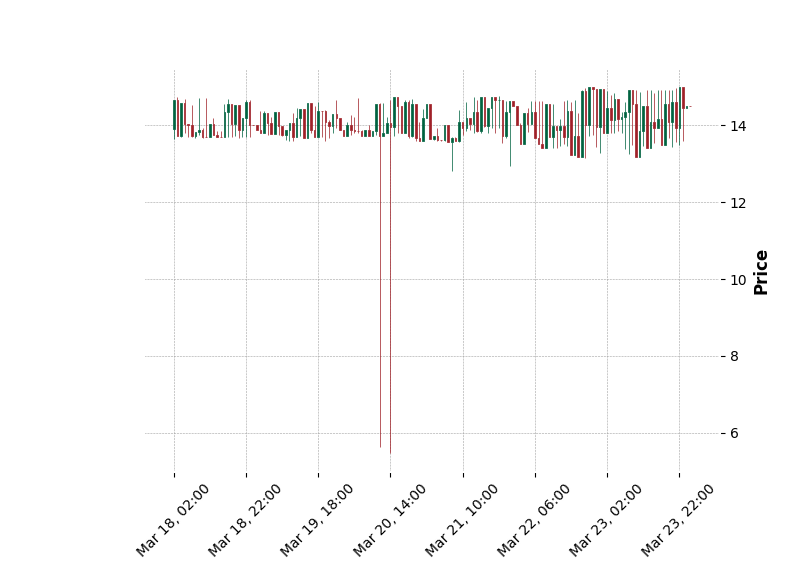 14
12
10
8
6
Price
Mar 18, 02:00
Mar 18, 22:00
Mar 19, 18:00
Mar 20, 14:00
Mar 21, 10:00
Mar 22, 06:00
Mar 23, 02:00
Mar 23, 22:00